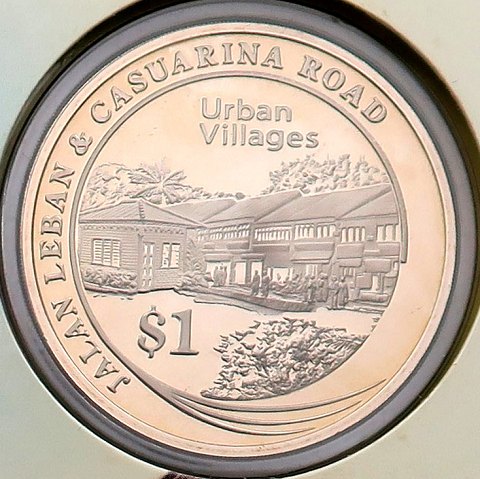 JALAN LEBAN & CASUARINA ROAD
Urban
Villages
$1